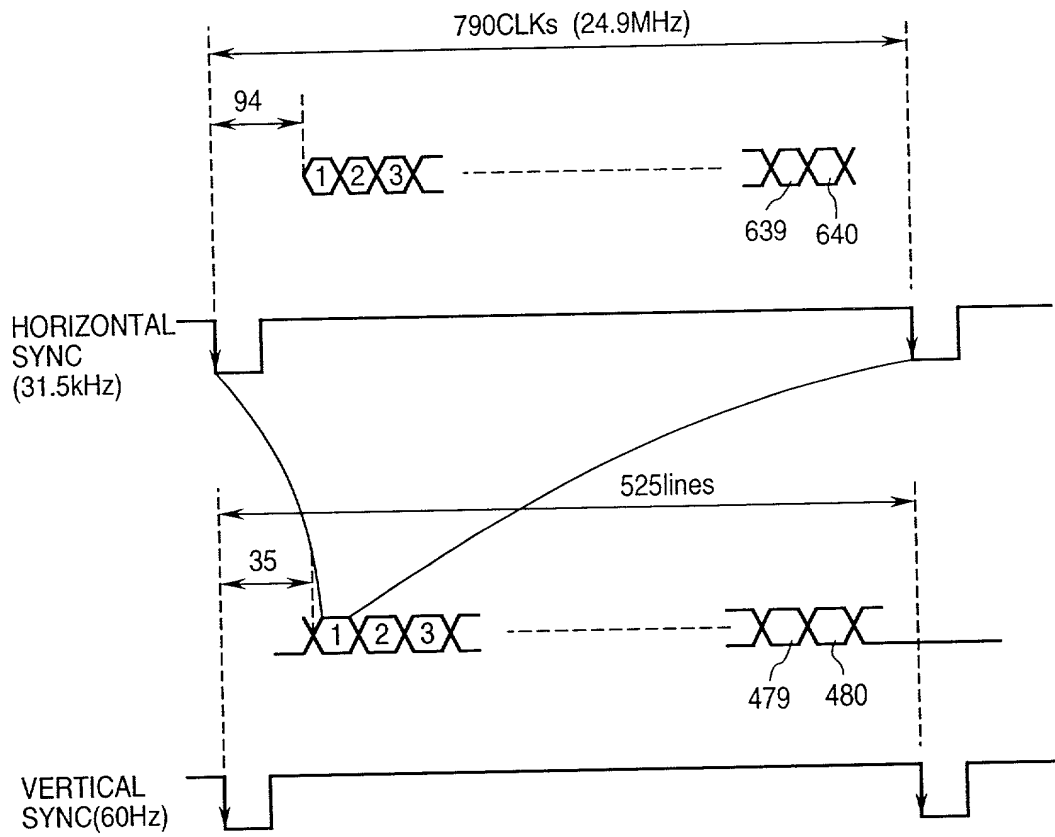 790CLKs (24.9MHz)
94
1 2 3
639 640
HORIZONTAL
SYNC
(31.5kHz)
525lines
35
1 2 3
479 480
VERTICAL
SYNC(60Hz)